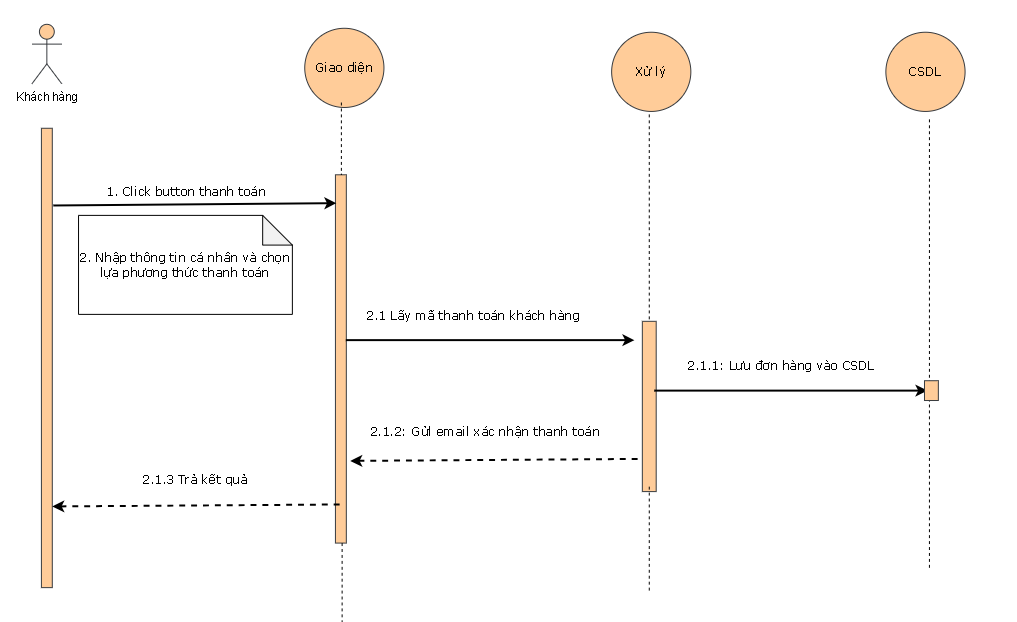 Khách hàng
Giao diện
Xử lý
CSDL
1. Click button thanh toán
2. Nhập thông tin cá nhân và chọn
lựa phương thức thanh toán
2.1 Lấy mã thanh toán khách hàng
2.1.1: Lưu đơn hàng vào CSDL
2.1.2: Gửi email xác nhận thanh toán
2.1.3 Trả kết quả